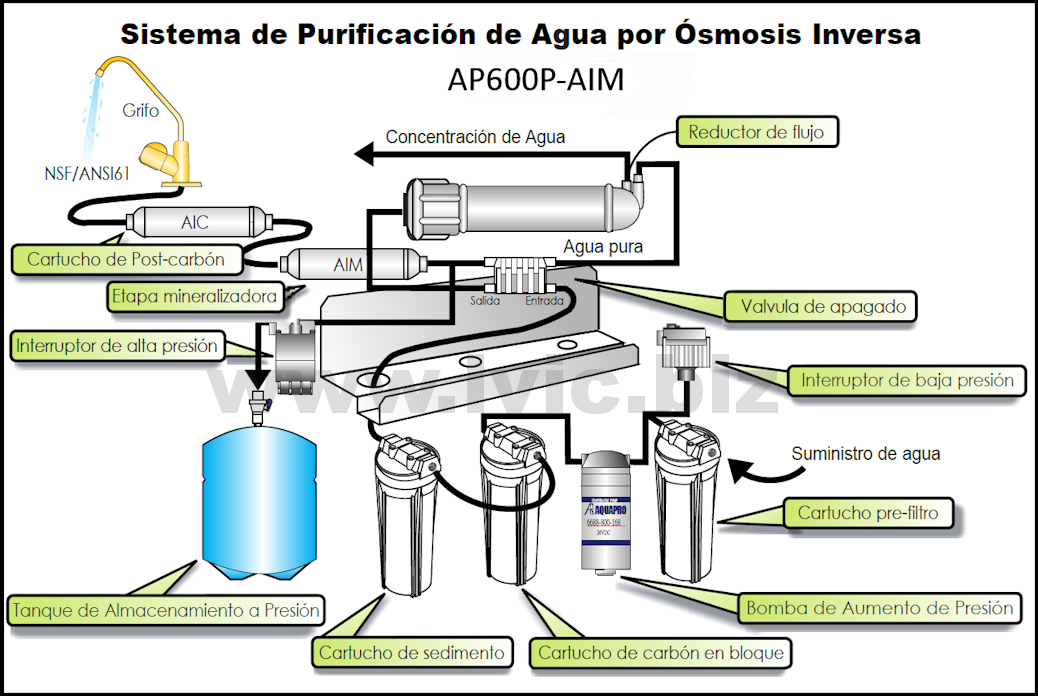 Sistema de Purificación de Agua por Ósmosis Inversa
AP600P-AIM
Grifo
NSF/ANSI61
Concentración de Agua
Reductor de flujo
AIC
Cartucho de Post-carbón
Agua pura
AIM
Etapa mineralizadora
Salida
Entrada
Valvula de apagado
Interruptor de alta presión
Interruptor de baja presión
www.ivic.biz
Suministro de agua
AQUAPRO
6688-800-168...
24VDC
Cartucho pre-filtro
Tanque de Almacenamiento a Presión
Bomba de Aumento de Presión
Cartucho de sedimento
Cartucho de carbón en bloque